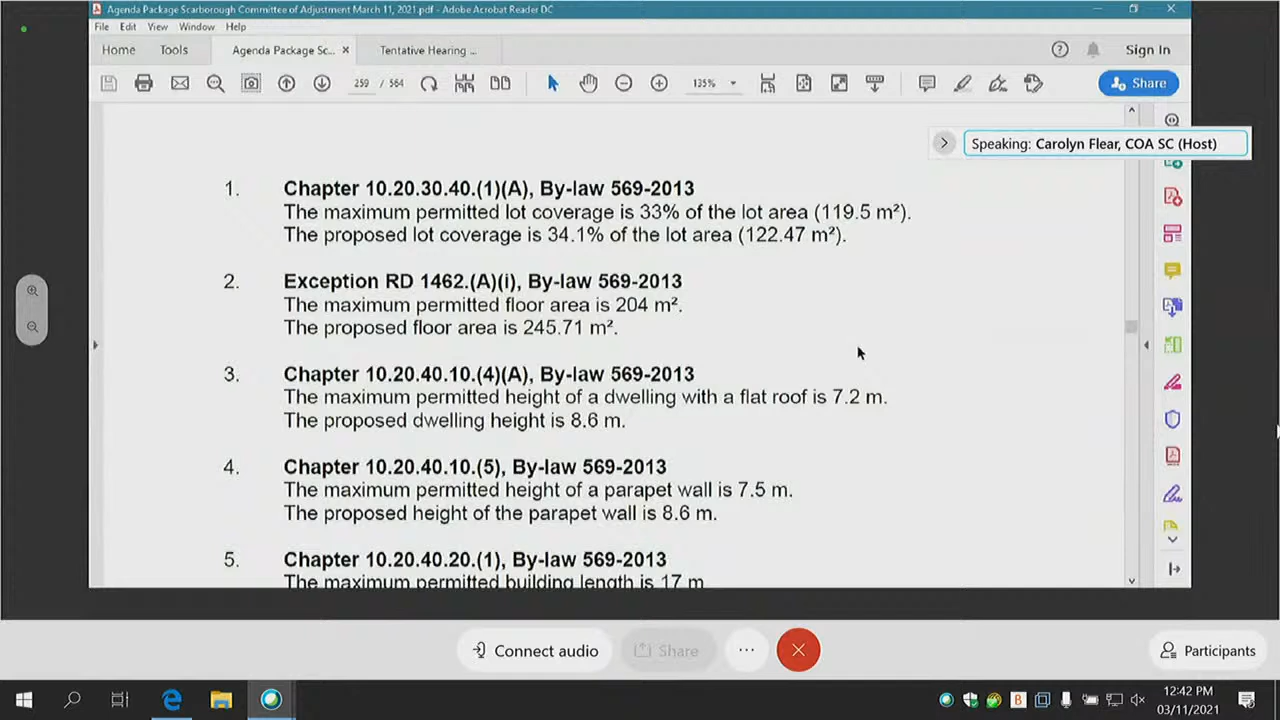 Agenda Package Scarborough Committee of Adjustment March 11, 2021.pdf - Adobe Acrobat Reader DC
File Edit View Window Help
Home Tools Agenda Package Sc... × Tentative Hearing ... Sign In
259 / 564 135% Share
Speaking: Carolyn Flear, COA SC (Host)
1. Chapter 10.20.30.40.(1)(A), By-law 569-2013
The maximum permitted lot coverage is 33% of the lot area (119.5 m²).
The proposed lot coverage is 34.1% of the lot area (122.47 m²).
2. Exception RD 1462.(A)(i), By-law 569-2013
The maximum permitted floor area is 204 m².
The proposed floor area is 245.71 m².
3. Chapter 10.20.40.10.(4)(A), By-law 569-2013
The maximum permitted height of a dwelling with a flat roof is 7.2 m.
The proposed dwelling height is 8.6 m.
4. Chapter 10.20.40.10.(5), By-law 569-2013
The maximum permitted height of a parapet wall is 7.5 m.
The proposed height of the parapet wall is 8.6 m.
5. Chapter 10.20.40.20.(1), By-law 569-2013
The maximum permitted building length is 17 m
Connect audio Share ... Participants
12:42 PM
03/11/2021